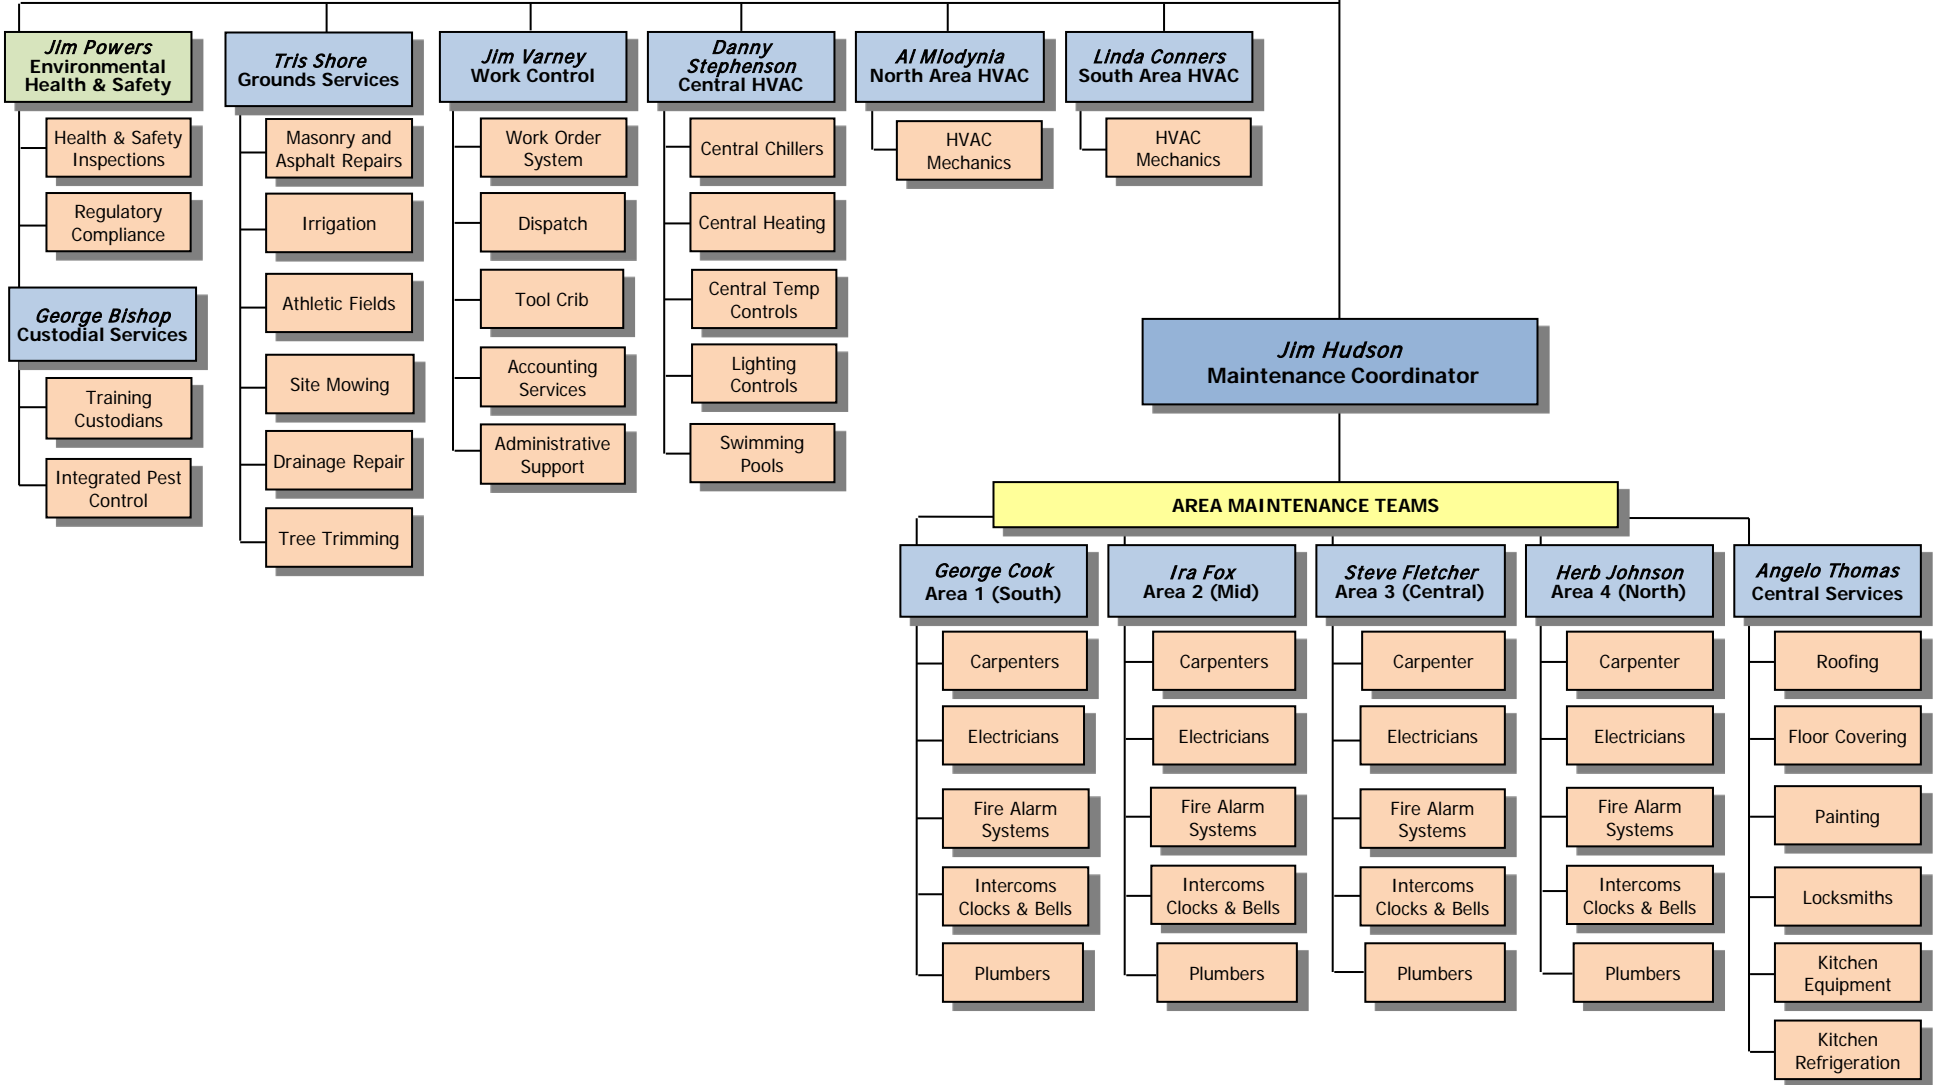 Jim Powers
Environmental
Health & Safety
Health & Safety
Inspections
Regulatory
Compliance
George Bishop
Custodial Services
Training
Custodians
Integrated Pest
Control
Tris Shore
Grounds Services
Masonry and
Asphalt Repairs
Irrigation
Athletic Fields
Site Mowing
Drainage Repair
Tree Trimming
Jim Varney
Work Control
Work Order
System
Dispatch
Tool Crib
Accounting
Services
Administrative
Support
Danny
Stephenson
Central HVAC
Central Chillers
Central Heating
Central Temp
Controls
Lighting
Controls
Swimming
Pools
Al Mlodynia
North Area HVAC
HVAC
Mechanics
Linda Conners
South Area HVAC
HVAC
Mechanics
Jim Hudson
Maintenance Coordinator
AREA MAINTENANCE TEAMS
George Cook
Area 1 (South)
Carpenters
Electricians
Fire Alarm
Systems
Intercoms
Clocks & Bells
Plumbers
Ira Fox
Area 2 (Mid)
Carpenters
Electricians
Fire Alarm
Systems
Intercoms
Clocks & Bells
Plumbers
Steve Fletcher
Area 3 (Central)
Carpenter
Electricians
Fire Alarm
Systems
Intercoms
Clocks & Bells
Plumbers
Herb Johnson
Area 4 (North)
Carpenter
Electricians
Fire Alarm
Systems
Intercoms
Clocks & Bells
Plumbers
Angelo Thomas
Central Services
Roofing
Floor Covering
Painting
Locksmiths
Kitchen
Equipment
Kitchen
Refrigeration